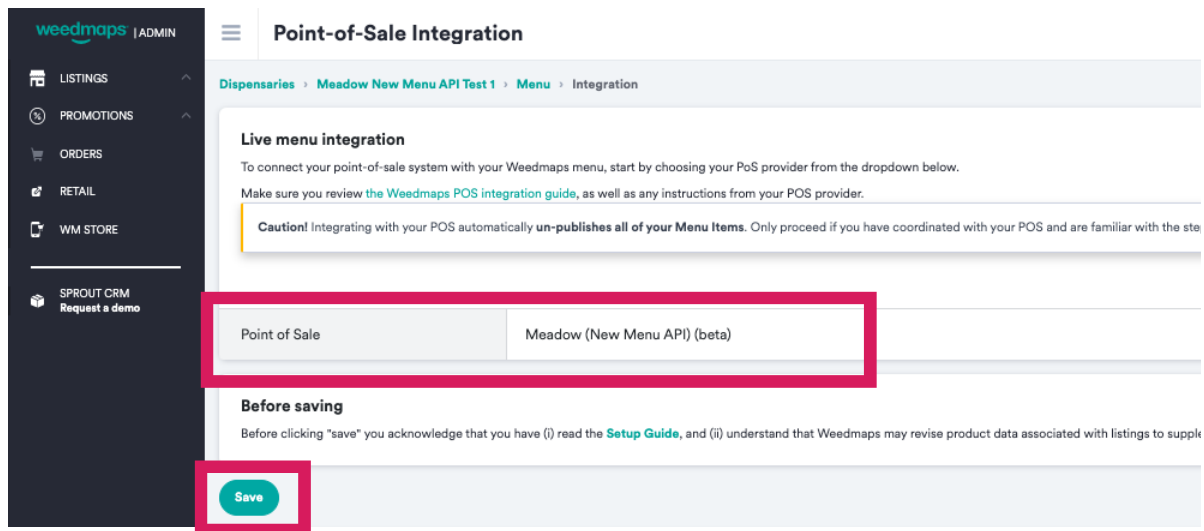 weedmaps | ADMIN
Point-of-Sale Integration
LISTINGS
PROMOTIONS
ORDERS
RETAIL
WM STORE
SPROUT CRM
Request a demo
Dispensaries › Meadow New Menu API Test 1 › Menu › Integration
Live menu integration
To connect your point-of-sale system with your Weedmaps menu, start by choosing your PoS provider from the dropdown below.
Make sure you review the Weedmaps POS integration guide, as well as any instructions from your POS provider.
Caution! Integrating with your POS automatically un-publishes all of your Menu Items. Only proceed if you have coordinated with your POS and are familiar with the
Point of Sale Meadow (New Menu API) (beta)
Before saving
Before clicking "save" you acknowledge that you have (i) read the Setup Guide, and (ii) understand that Weedmaps may revise product data associated with listings to
Save